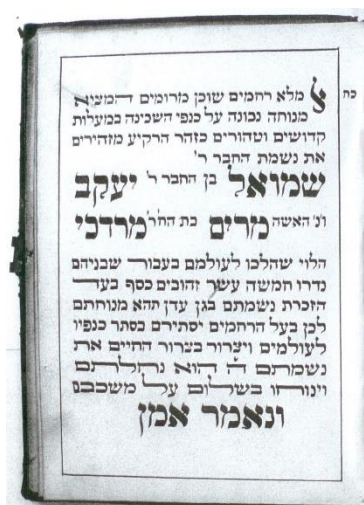 כת
אל מלא רחמים שוכן מרומים המציא
מנוחה נכונה על כנפי השכינה במעלות
קדושים וטהורים כזהר הרקיע מזהירים
את נשמת החבר ר'
שמואל בן החבר ר' יעקב
ונ' האשה מרים בת הח'ר מרדכי
הלוי שהלכו לעולמם בעבור שבניהם
נדרו חמשה עשר זהובים כסף בעד
הזכרת נשמתם בגן עדן תהא מנוחתם
לכן בעל הרחמים יסתירם בסתר כנפיו
לעולמים ויצרור בצרור החיים את
נשמתם ה' הוא נחלתם
וינוחו בשלום על משכבם
ונאמר אמן